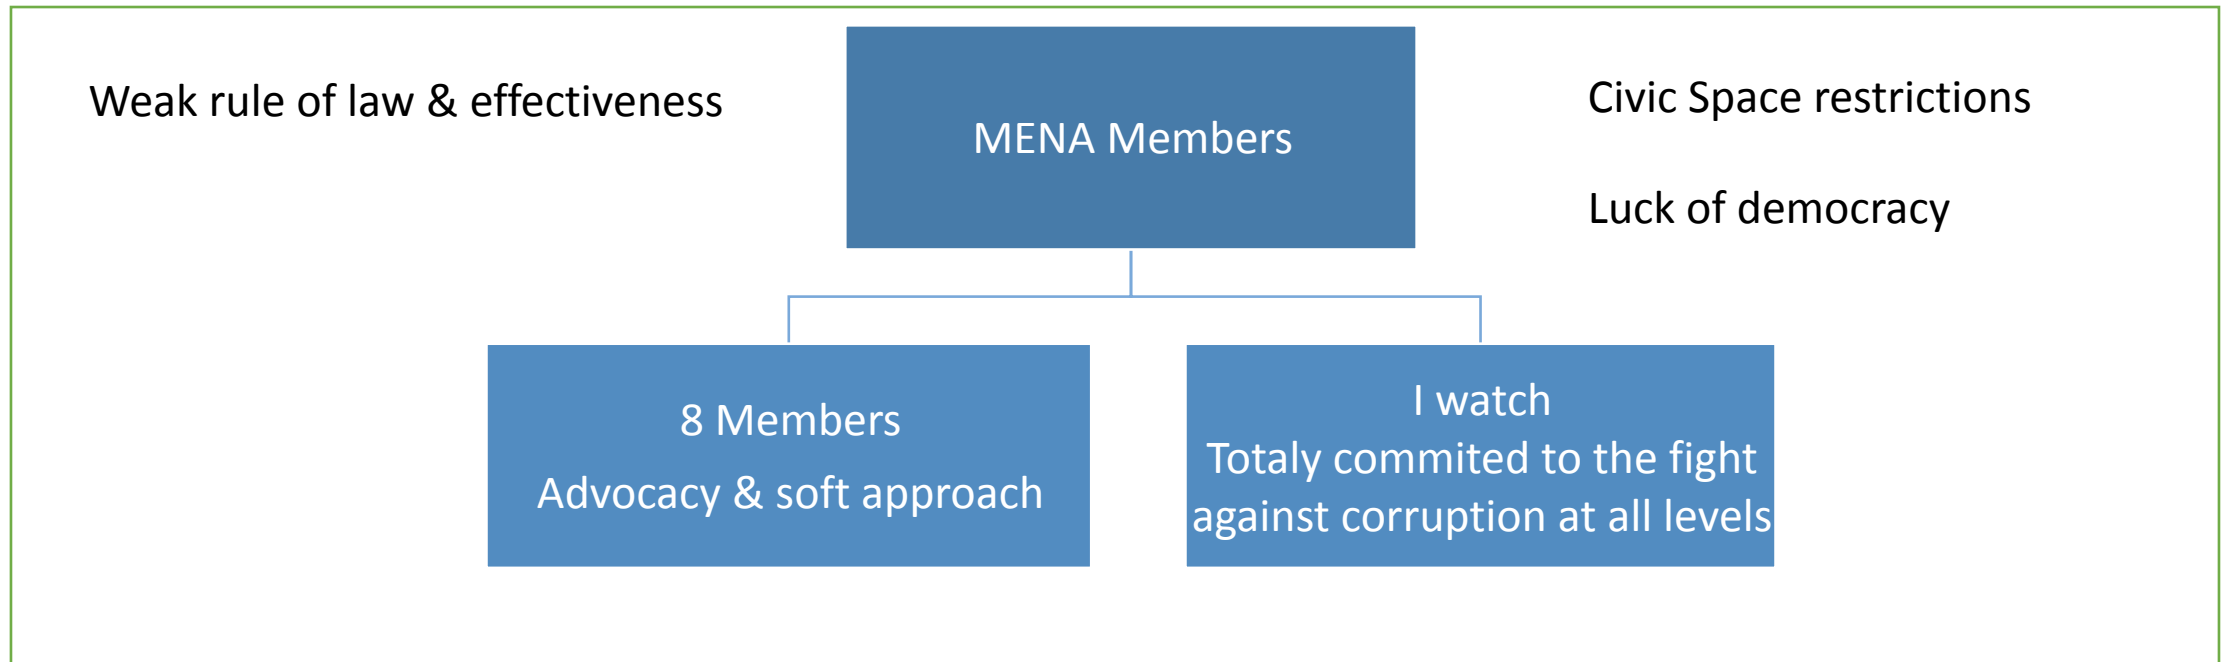 Weak rule of law & effectiveness
MENA Members
Civic Space restrictions
Luck of democracy
8 Members
Advocacy & soft approach
I watch
Totaly commited to the fight
against corruption at all levels